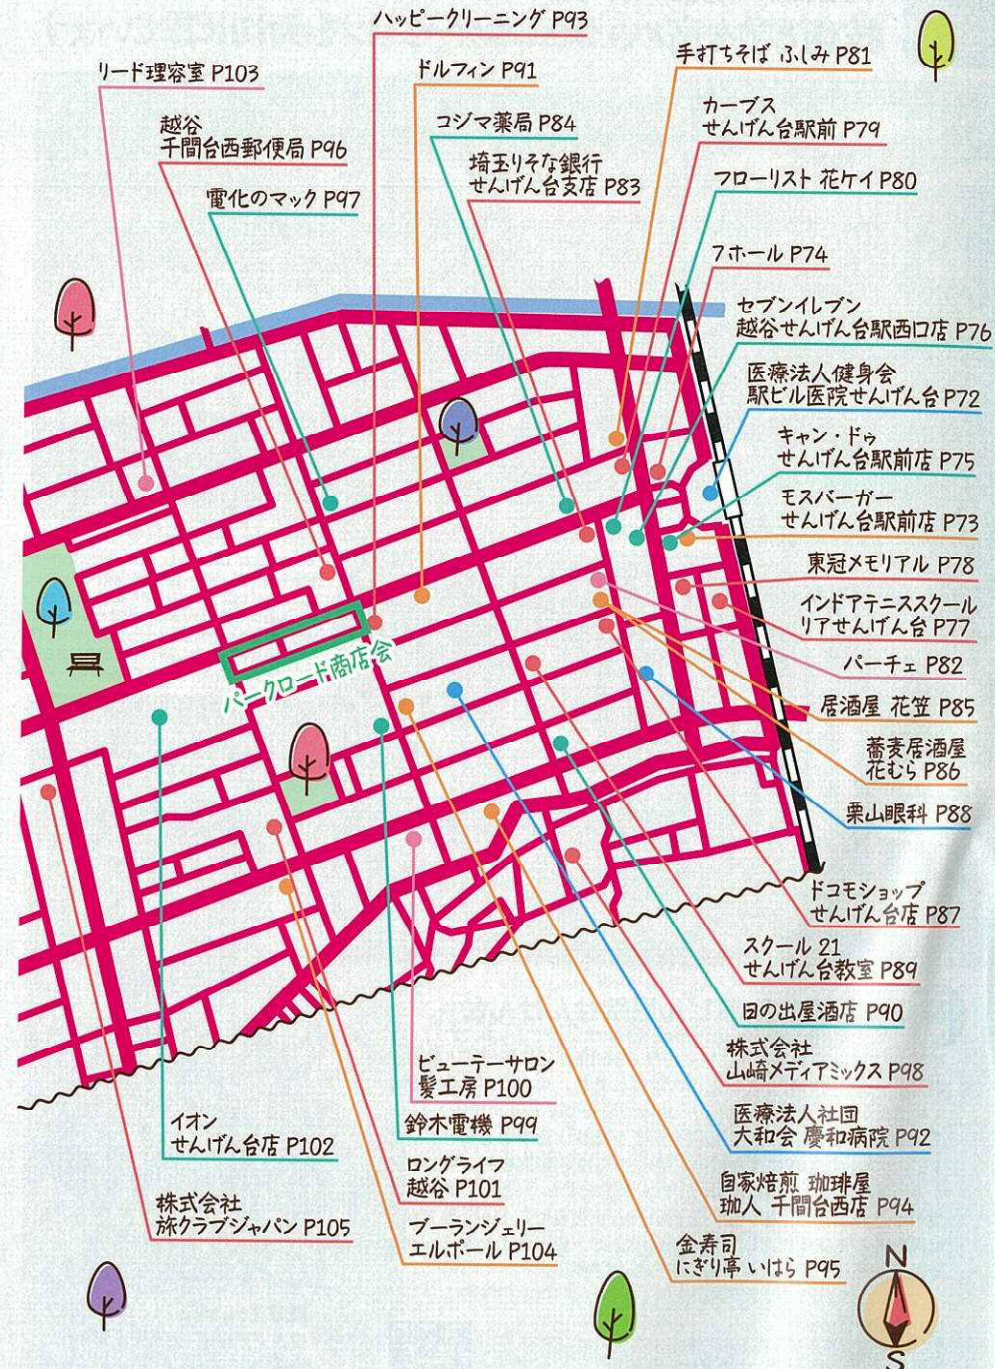 ハッピークリーニング P93
リード理容室 P103
ドルフィン P91
手打ちそば ふしみ P81
越谷
千間台西郵便局 P96
コジマ薬局 P84
カーブス
せんげん台駅前 P79
埼玉りそな銀行
せんげん台支店 P83
電化のマック P97
フローリスト 花ケイ P80
7ホール P74
セブンイレブン
越谷せんげん台駅西口店 P76
医療法人健身会
駅ビル医院せんげん台 P72
キャン・ドゥ
せんげん台駅前店 P75
モスバーガー
せんげん台駅前店 P73
東冠メモリアル P78
インドアテニススクール
リアせんげん台 P77
パーチェ P82
パークロード商店会
居酒屋 花笠 P85
蕎麦居酒屋
花むら P86
栗山眼科 P88
ドコモショップ
せんげん台店 P87
スクール 21
せんげん台教室 P89
日の出屋酒店 P90
株式会社
山崎メディアミックス P98
医療法人社団
大和会 慶和病院 P92
自家焙煎 珈琲屋
珈人 千間台西店 P94
金寿司
にぎり亭 いはら P95
ビューテーサロン
髪工房 P100
鈴木電機 P99
イオン
せんげん台店 P102
ロングライフ
越谷 P101
株式会社
旅クラブジャパン P105
ブーランジェリー
エルボール P104
N
S